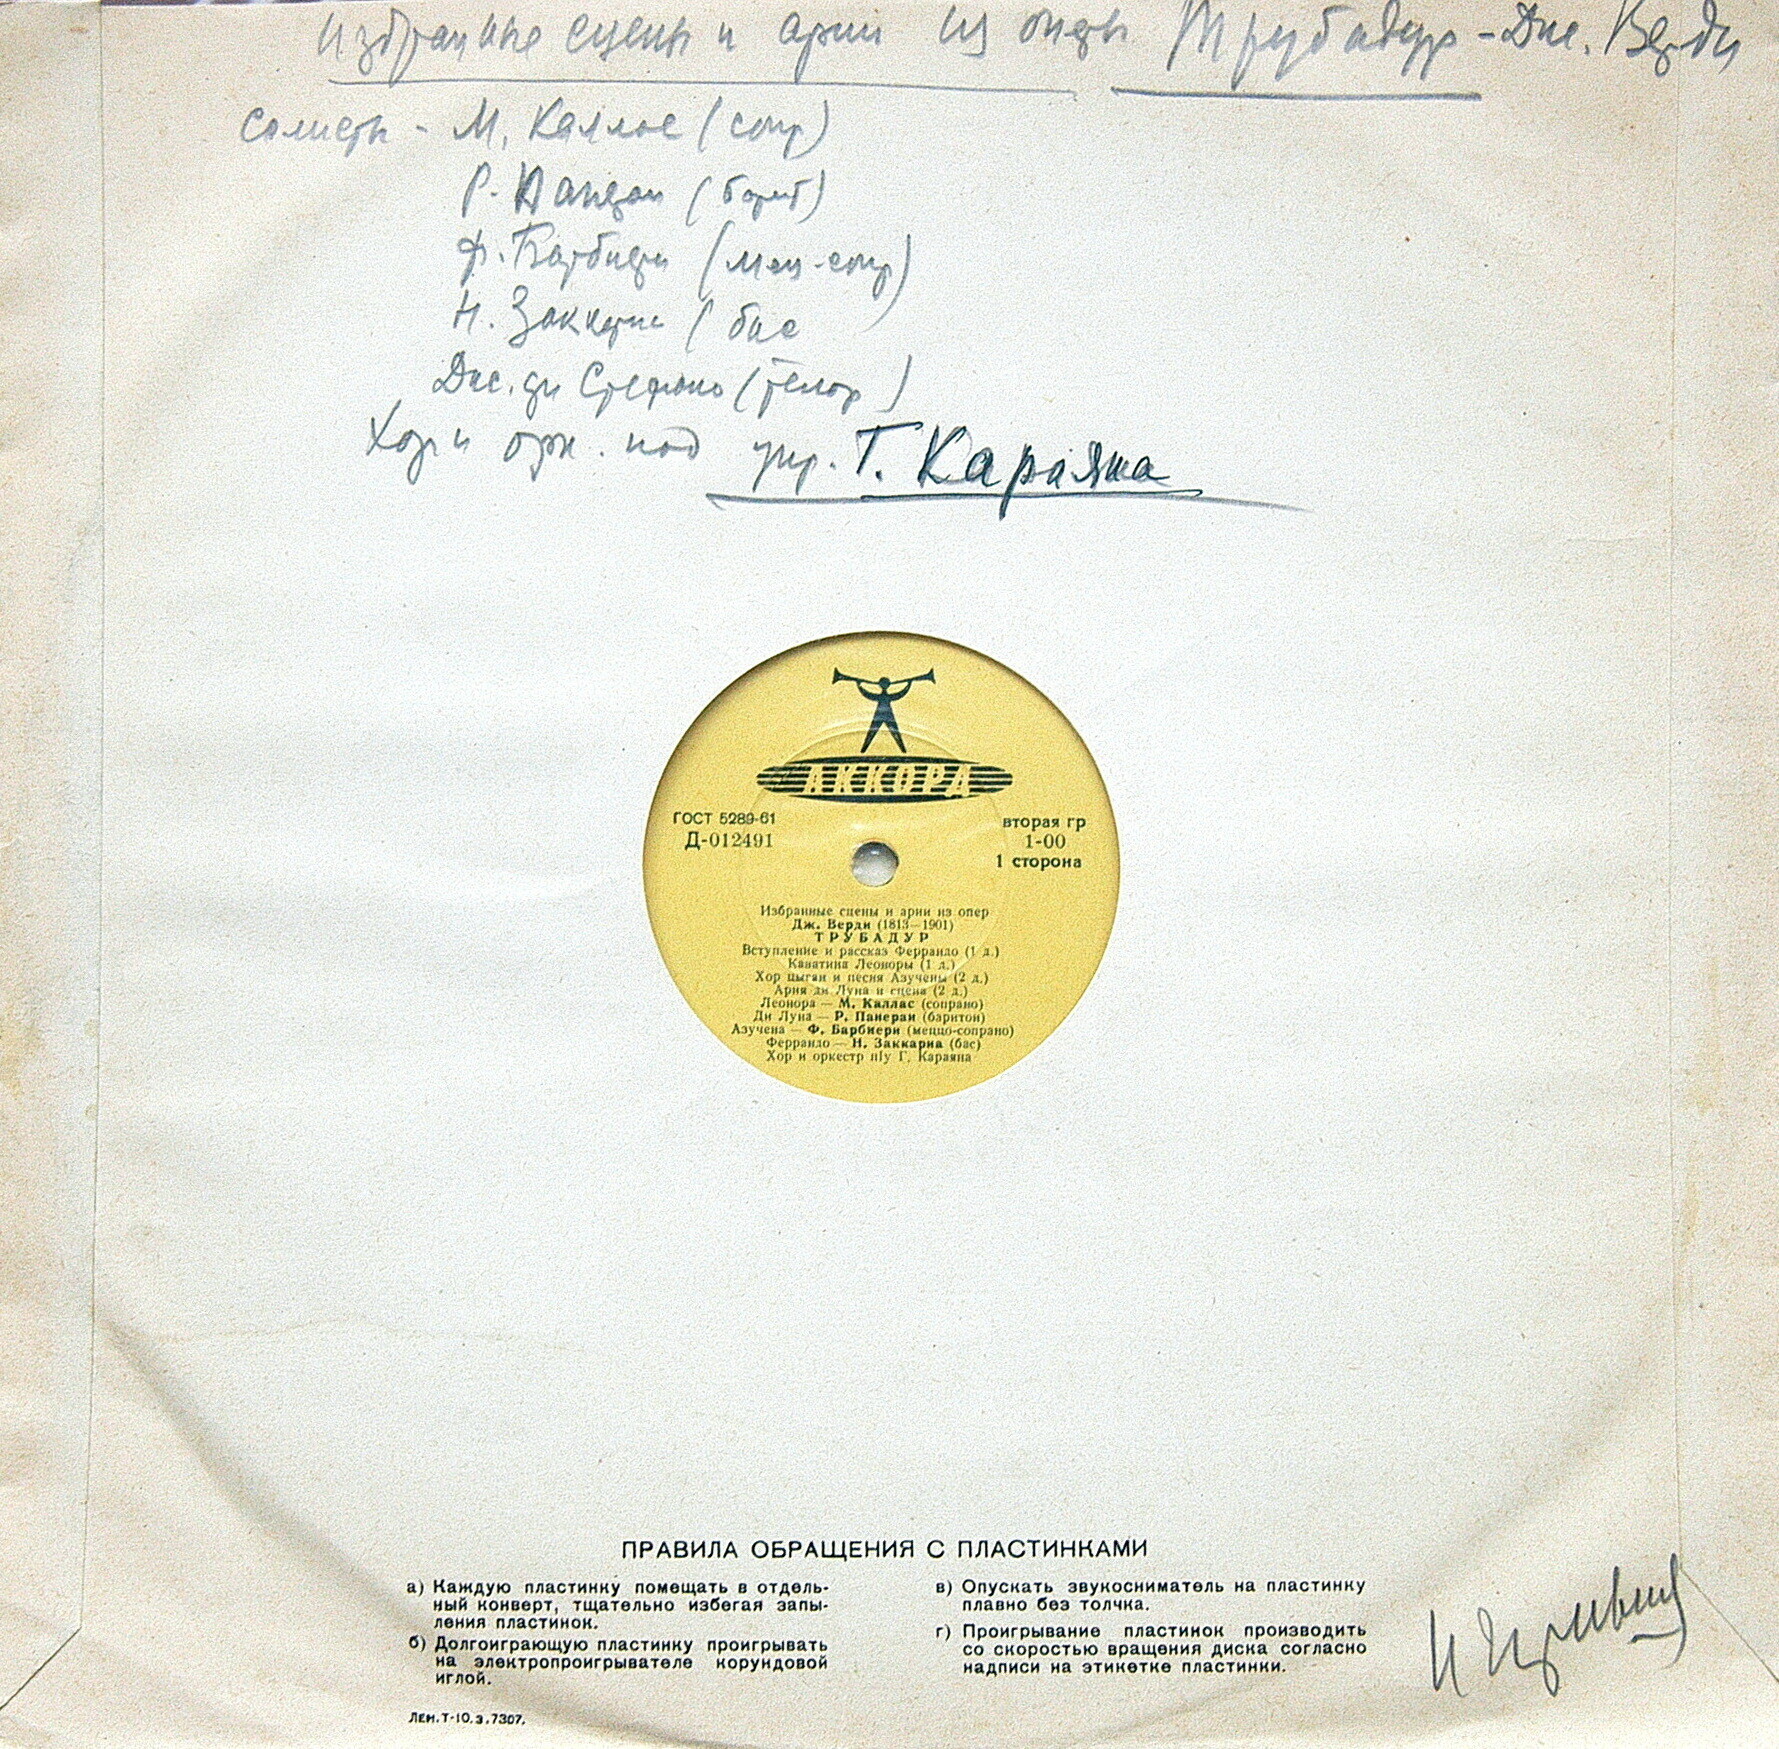 Избранные сцены и арии из оперы Трубадур - Дж. Верди
Солисты - М. Каллас (сопр)
Р. Панераи (барит)
Ф. Барбиери (мец-сопр)
Н. Заккариа (бас
Дж. ди Стефано (тенор)
Хор и орк. под упр. Г. Караяна
АККОРД
ГОСТ 5289-61
Д-012491
вторая гр
1-00
1 сторона
Избранные сцены и арии из опер
Дж. Верди (1813—1901)
ТРУБАДУР
Вступление и рассказ Феррандо (1 д.)
Каватина Леоноры (1 д.)
Хор цыган и песня Азучены (2 д.)
Ария ди Луна и сцена (2 д.)
Леонора — М. Каллас (сопрано)
Ди Луна — Р. Панераи (баритон)
Азучена — Ф. Барбиери (меццо-сопрано)
Феррандо — Н. Заккариа (бас)
Хор и оркестр п/у Г. Караяна
ПРАВИЛА ОБРАЩЕНИЯ С ПЛАСТИНКАМИ
а) Каждую пластинку помещать в отдель-
ный конверт, тщательно избегая запы-
ления пластинок.
б) Долгоиграющую пластинку проигрывать
на электропроигрывателе корундовой
иглой.
в) Опускать звукосниматель на пластинку
плавно без толчка.
г) Проигрывание пластинок производить
со скоростью вращения диска согласно
надписи на этикетке пластинки.
Лен. Т-10. З. 7307.